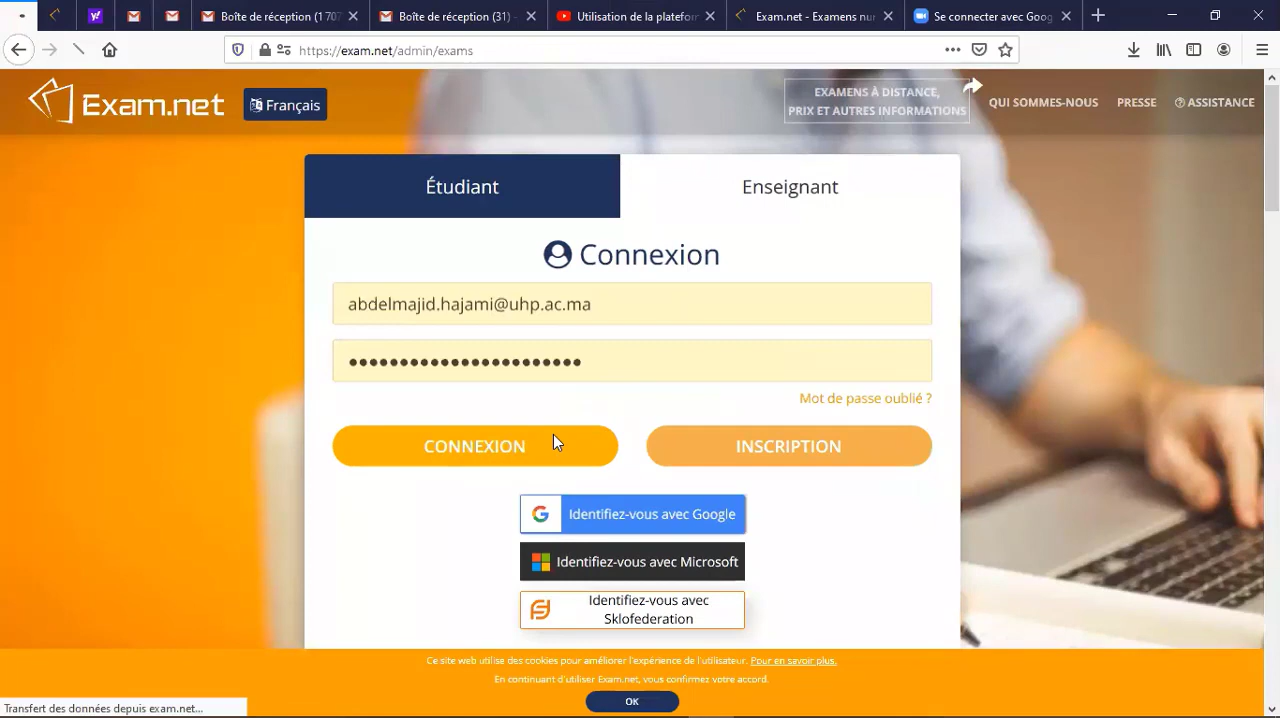 Boîte de réception (1 707
Boîte de réception (31) -
Utilisation de la platefor
Exam.net - Examens nur
Se connecter avec Goog
https://exam.net/admin/exams
Exam.net
Français
EXAMENS À DISTANCE,
PRIX ET AUTRES INFORMATIONS
QUI SOMMES-NOUS
PRESSE
ASSISTANCE
Étudiant
Enseignant
Connexion
abdelmajid.hajami@uhp.ac.ma
Mot de passe oublié ?
CONNEXION
INSCRIPTION
Identifiez-vous avec Google
Identifiez-vous avec Microsoft
Identifiez-vous avec
Sklofederation
Ce site web utilise des cookies pour améliorer l'expérience de l'utilisateur. Pour en savoir plus.
En continuant d'utiliser Exam.net, vous confirmez votre accord.
OK
Transfert des données depuis exam.net...